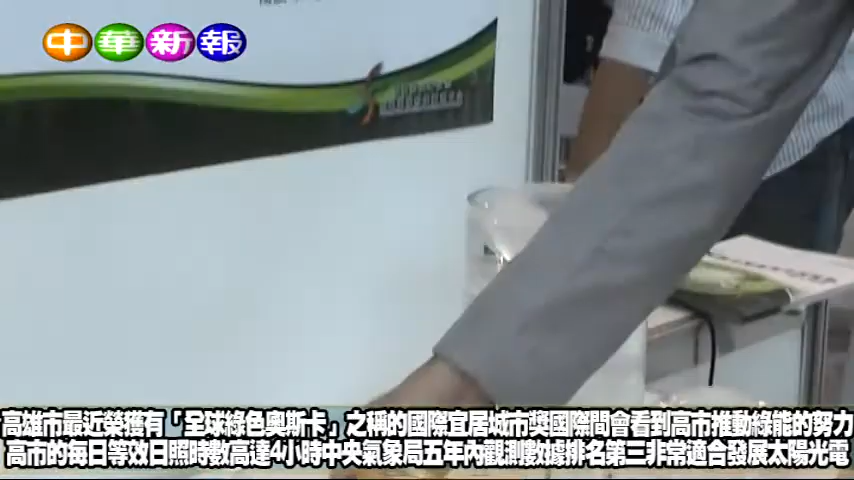 中華新報
高雄市最近榮獲有「全球綠色奧斯卡」之稱的國際宜居城市獎國際間會看到高市推動綠能的努力
高市的每日等效日照時數高達4小時中央氣象局五年內觀測數據排名第三非常適合發展太陽光電